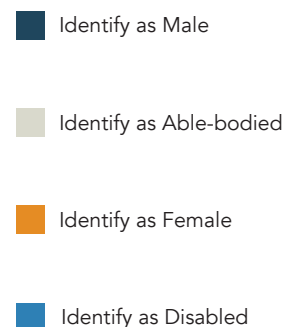 Identify as Male
Identify as Able-bodied
Identify as Female
Identify as Disabled